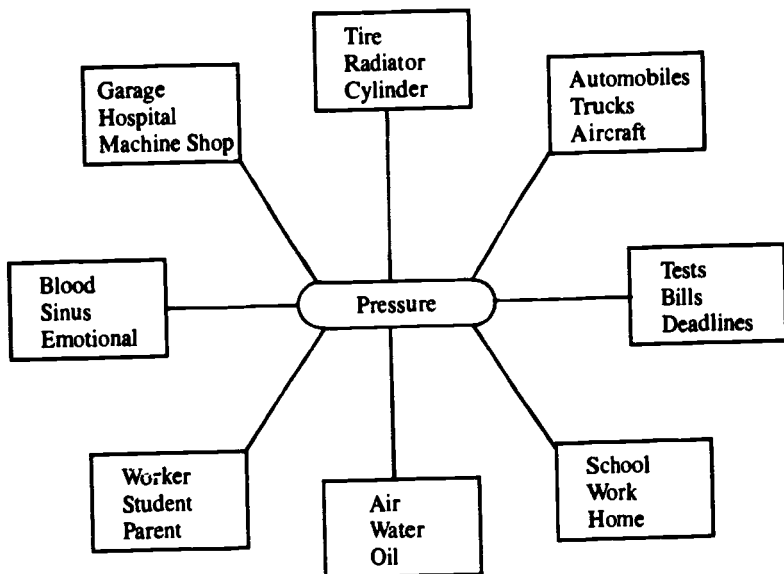 Tire
Radiator
Cylinder
Garage
Hospital
Machine Shop
Automobiles
Trucks
Aircraft
Blood
Sinus
Emotional
Pressure
Tests
Bills
Deadlines
Worker
Student
Parent
Air
Water
Oil
School
Work
Home